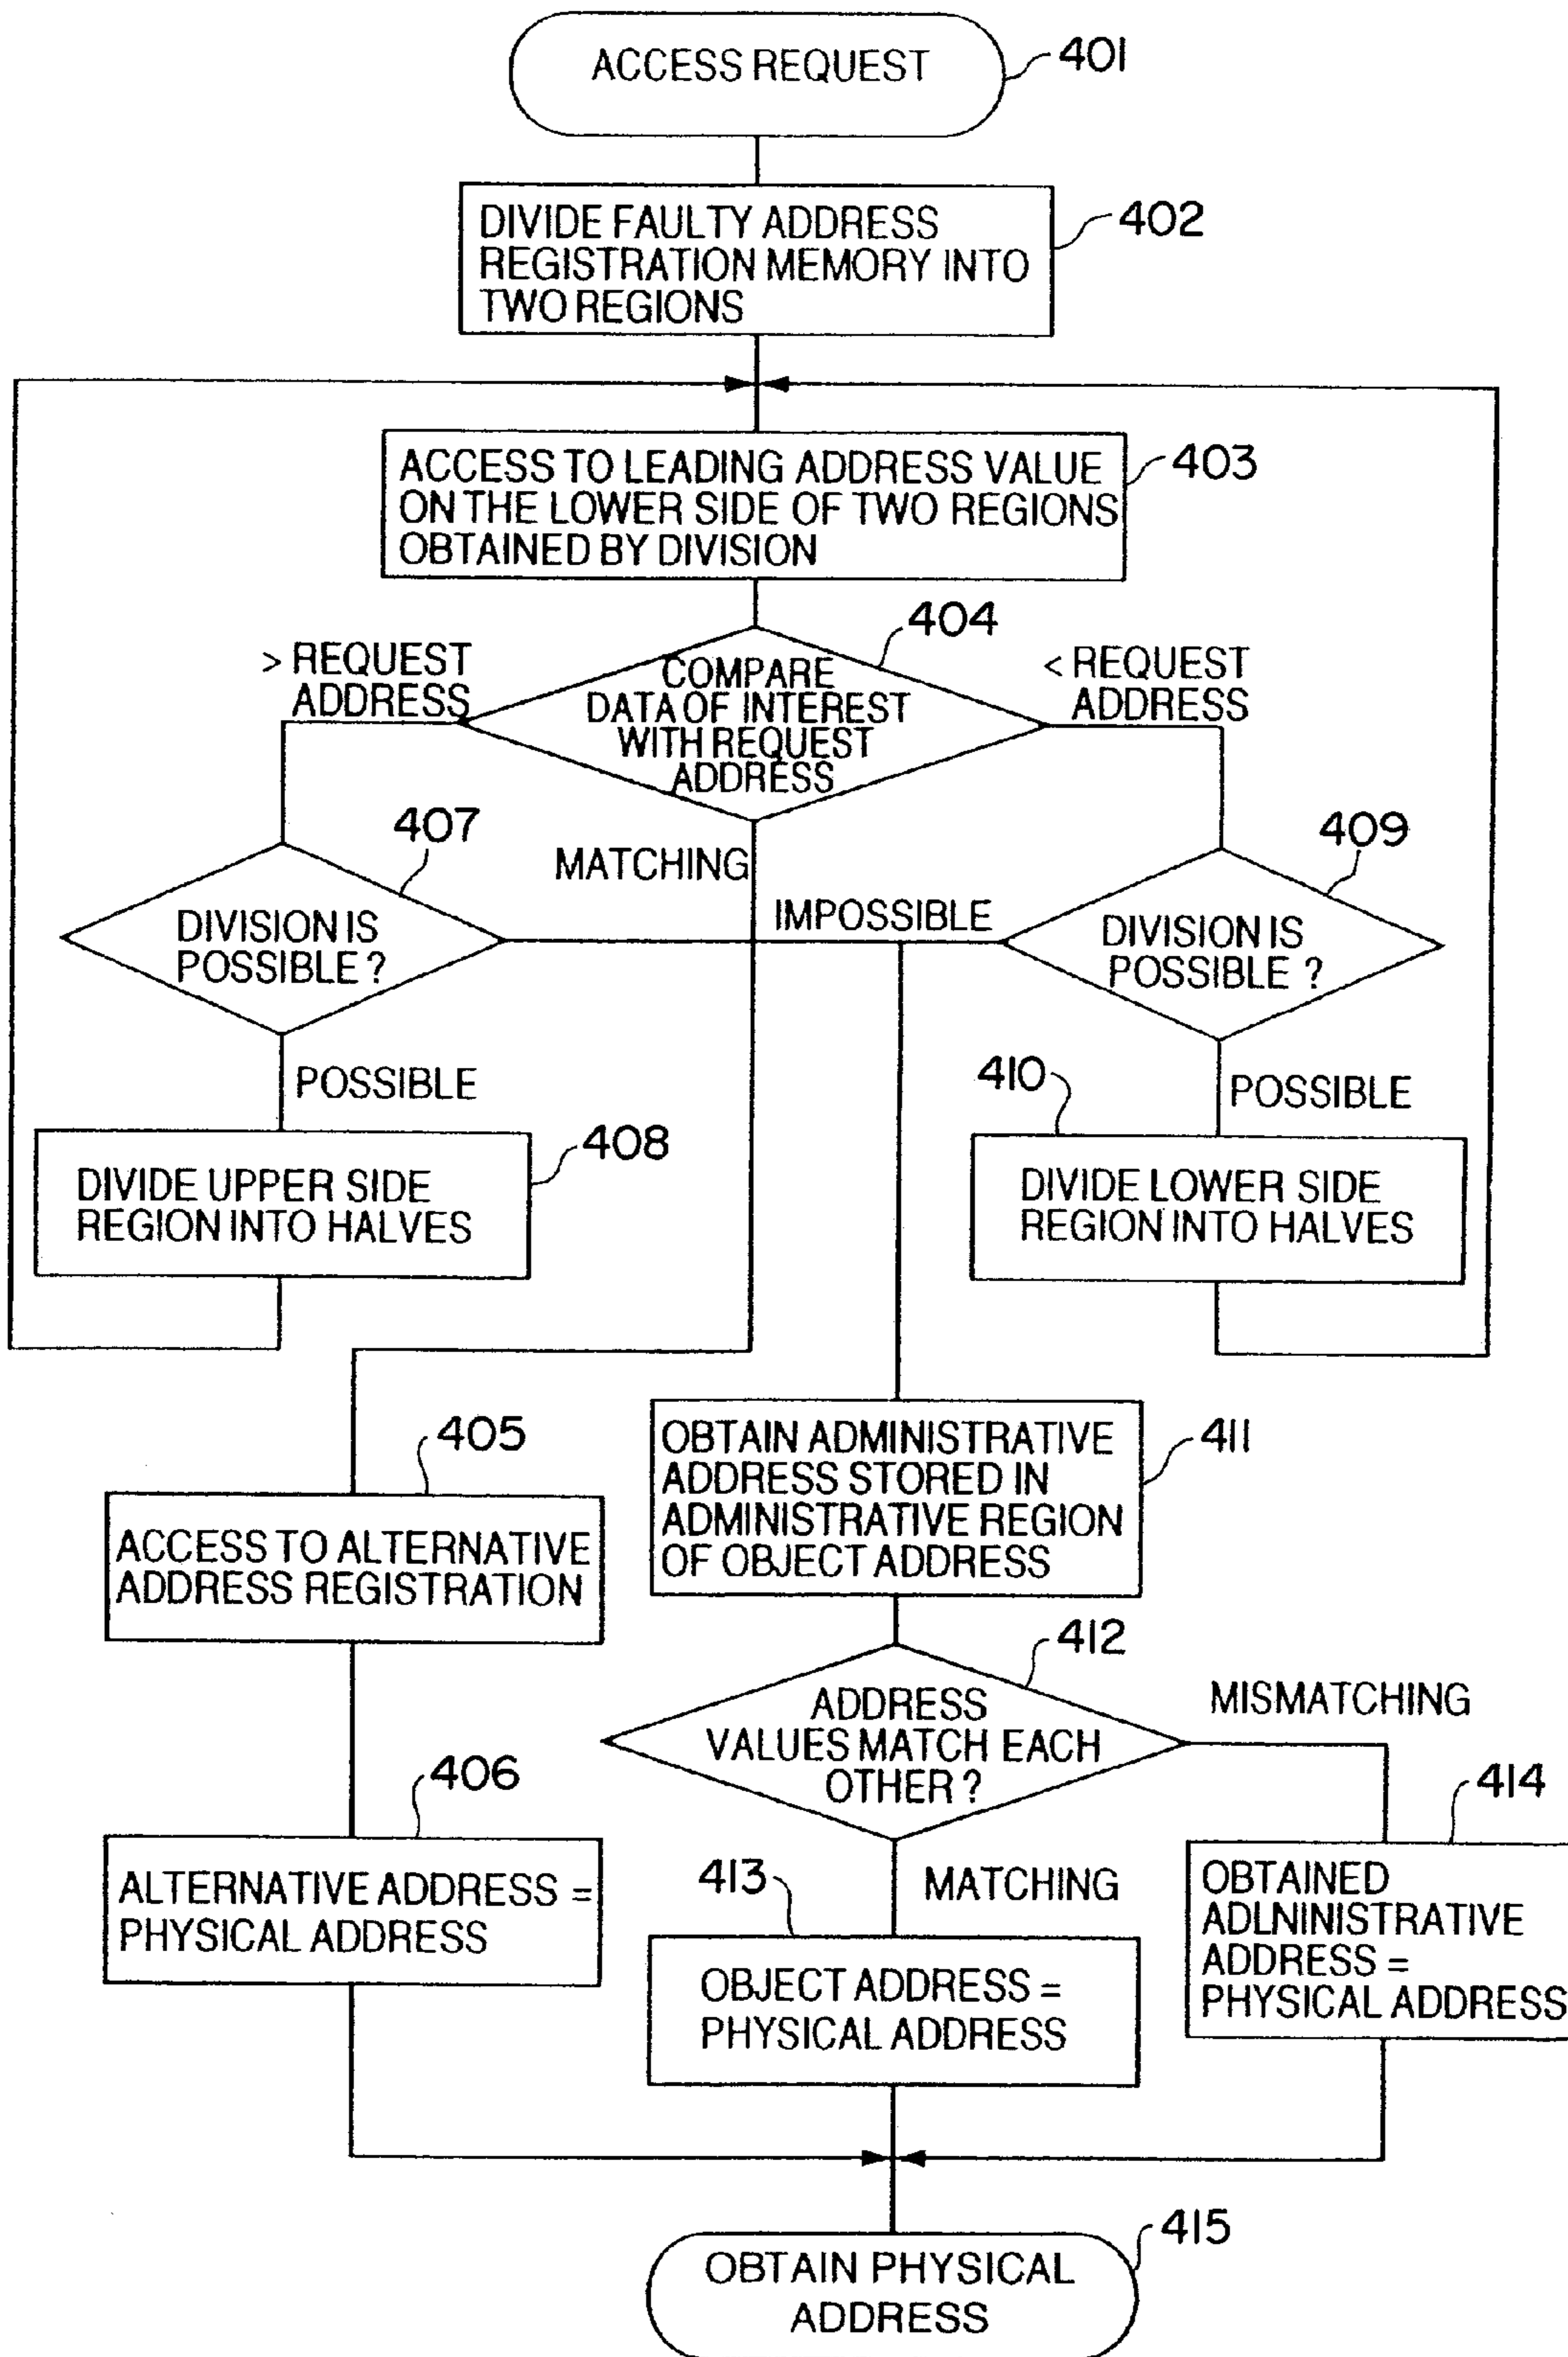 ACCESS REQUEST
401
DIVIDE FAULTY ADDRESS
REGISTRATION MEMORY INTO
TWO REGIONS
402
ACCESS TO LEADING ADDRESS VALUE
ON THE LOWER SIDE OF TWO REGIONS
OBTAINED BY DIVISION
403
404
> REQUEST
ADDRESS
COMPARE
DATA OF INTEREST
WITH REQUEST
ADDRESS
< REQUEST
ADDRESS
407
MATCHING
409
IMPOSSIBLE
DIVISION IS
POSSIBLE ?
DIVISION IS
POSSIBLE ?
POSSIBLE
410
POSSIBLE
408
DIVIDE UPPER SIDE
REGION INTO HALVES
DIVIDE LOWER SIDE
REGION INTO HALVES
405
ACCESS TO ALTERNATIVE
ADDRESS REGISTRATION
OBTAIN ADMINISTRATIVE
ADDRESS STORED IN
ADMINISTRATIVE REGION
OF OBJECT ADDRESS
411
412
ADDRESS
VALUES MATCH EACH
OTHER ?
MISMATCHING
406
ALTERNATIVE ADDRESS =
PHYSICAL ADDRESS
413
MATCHING
414
OBJECT ADDRESS =
PHYSICAL ADDRESS
OBTAINED
ADLNINISTRATIVE
ADDRESS =
PHYSICAL ADDRESS
415
OBTAIN PHYSICAL
ADDRESS